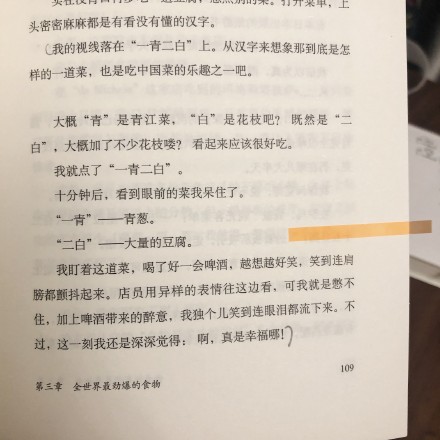 的菜。打开菜单，上
头密密麻麻都是有看没有懂的汉字。
我的视线落在“一青二白”上。从汉字来想象那到底是怎
样的一道菜，也是吃中国菜的乐趣之一吧。
大概“青”是青江菜，“白”是花枝吧？既然是“二
白”，大概加了不少花枝喽？看起来应该很好吃。
我就点了“一青二白”。
十分钟后，看到眼前的菜我呆住了。
“一青”——青葱。
“二白”——大量的豆腐。
我盯着这道菜，喝了好一会啤酒，越想越好笑，笑到连肩
膀都颤抖起来。店员用异样的表情往这边看，可我就是憋不
住，加上啤酒带来的醉意，我独个儿笑到连眼泪都流下来。不
过，这一刻我还是深深觉得：啊，真是幸福哪！
109
第三章 全世界最劲爆的食物